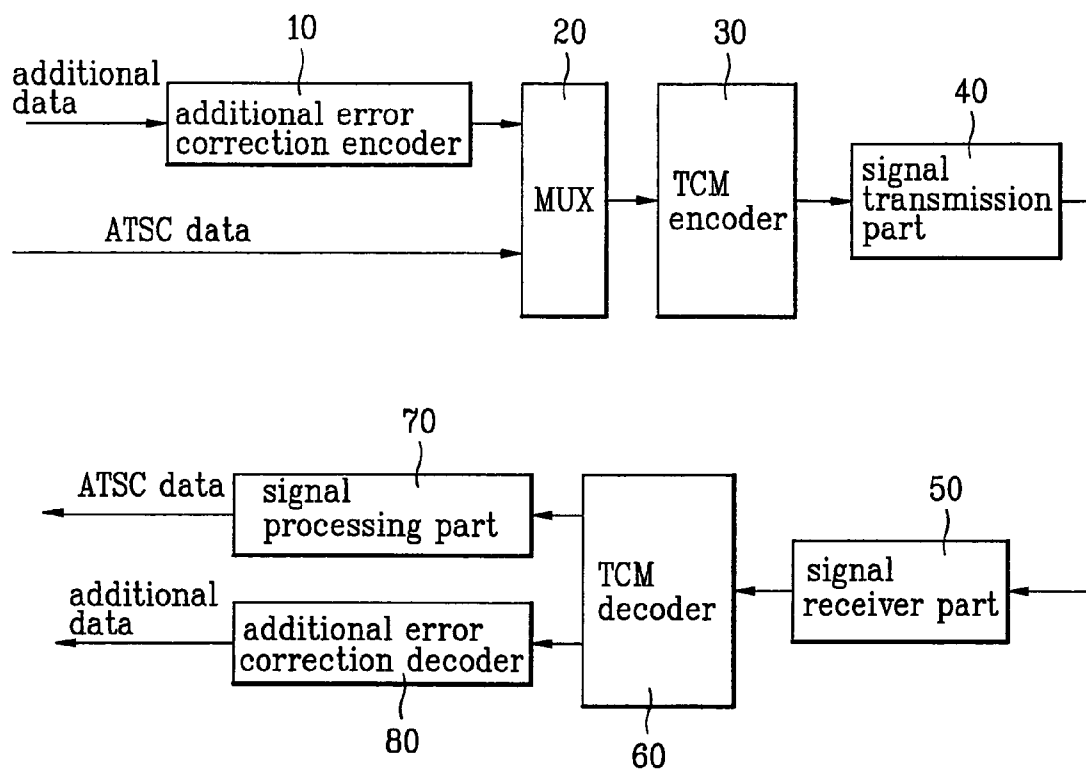 10
20
30
40
additional
data
additional error
correction encoder
ATSC data
MUX
TCM
encoder
signal
transmission
part
70
50
ATSC data
signal
processing part
additional
data
additional error
correction decoder
TCM
decoder
signal
receiver part
80
60